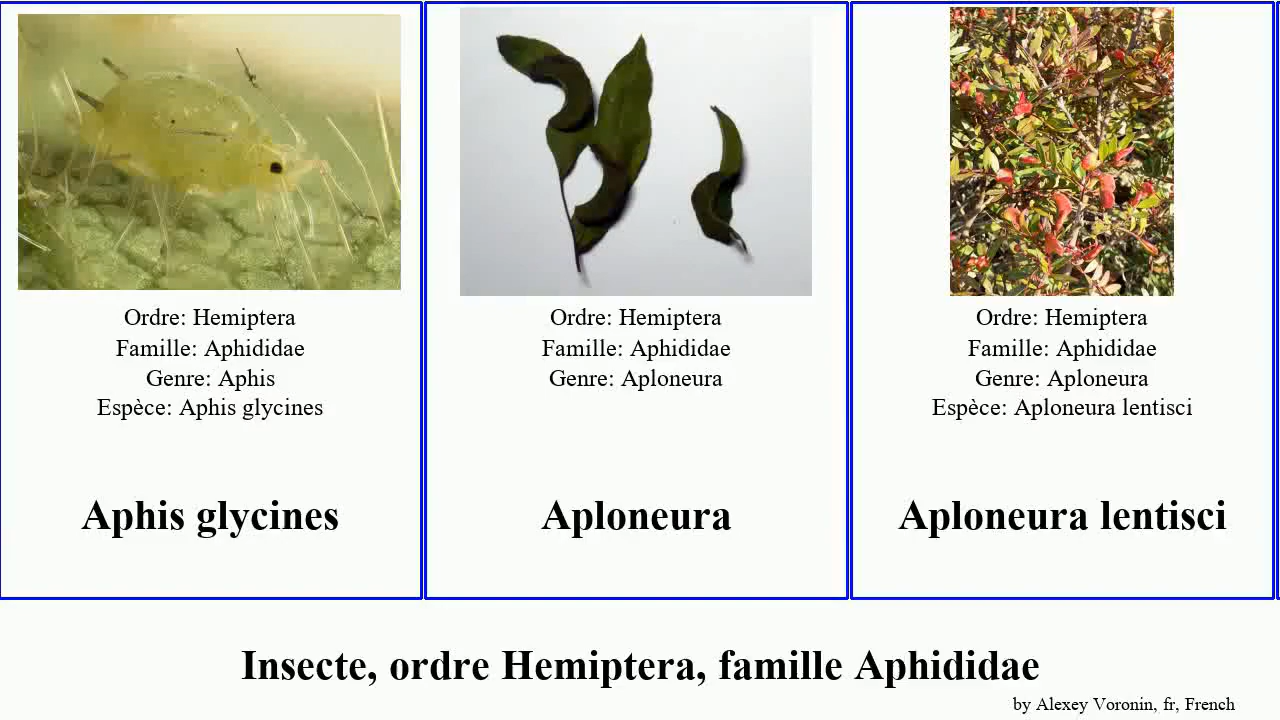 Ordre: Hemiptera
Famille: Aphididae
Genre: Aphis
Espèce: Aphis glycines
Aphis glycines
Ordre: Hemiptera
Famille: Aphididae
Genre: Aploneura
Aploneura
Ordre: Hemiptera
Famille: Aphididae
Genre: Aploneura
Espèce: Aploneura lentisci
Aploneura lentisci
Insecte, ordre Hemiptera, famille Aphididae
by Alexey Voronin, fr, French